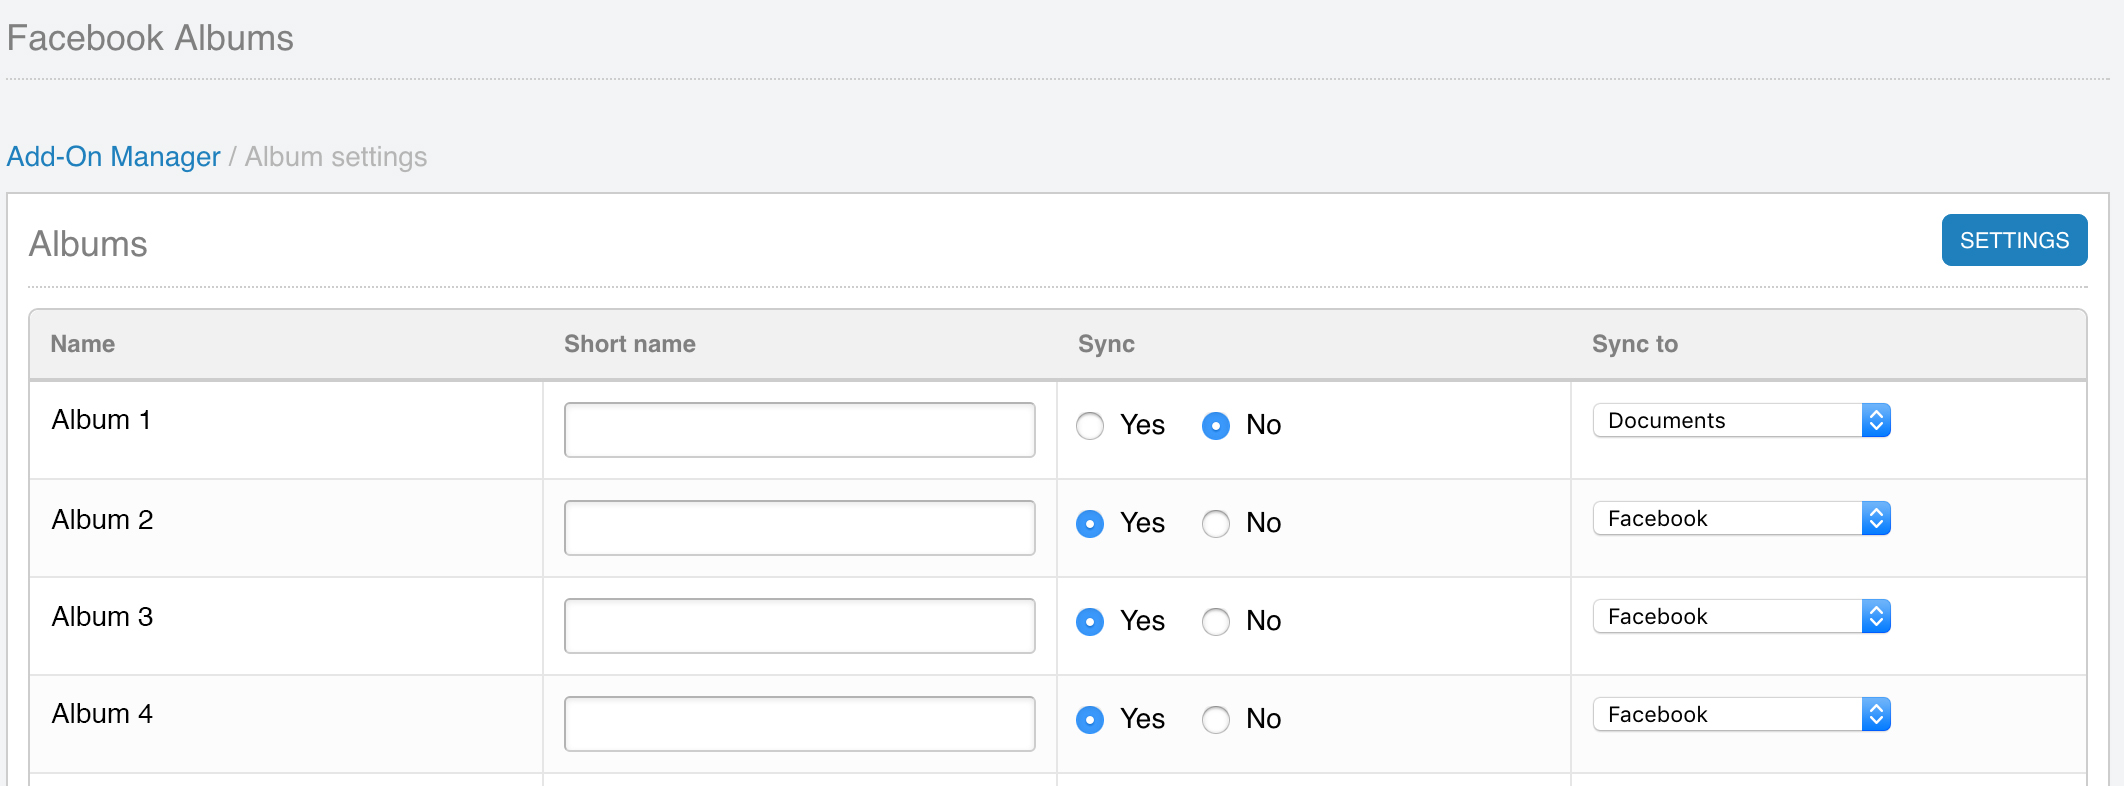 Facebook Albums
Add-On Manager / Album settings
Albums
SETTINGS
Name Short name Sync Sync to
Album 1 Yes No Documents
Album 2 Yes No Facebook
Album 3 Yes No Facebook
Album 4 Yes No Facebook